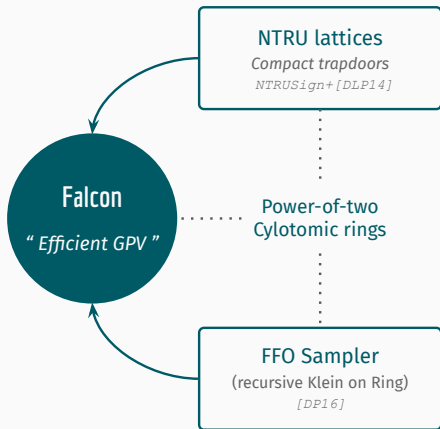 NTRU lattices
Compact trapdoors
NTRUSign+[DLP14]
Falcon
“ Efficient GPV ”
Power-of-two
Cylotomic rings
FFO Sampler
(recursive Klein on Ring)
[DP16]